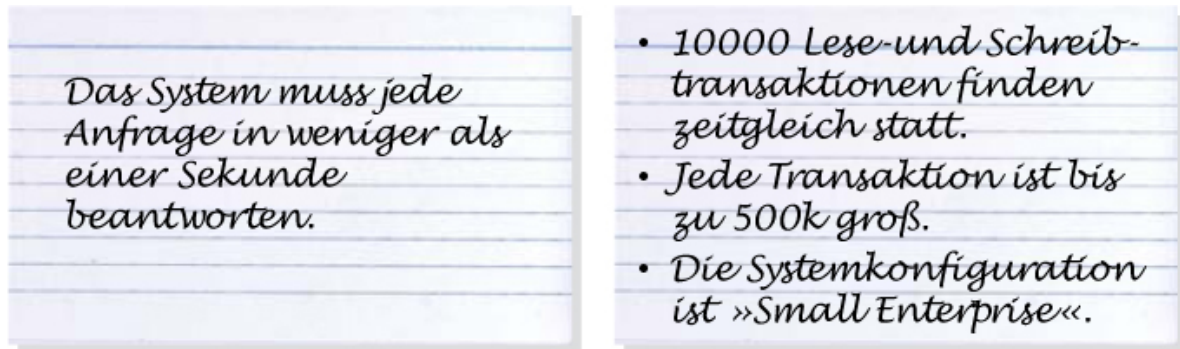 Das System muss jede
Anfrage in weniger als
einer Sekunde
beantworten.
• 10000 Lese-und Schreib-
transaktionen finden
zeitgleich statt.
• Jede Transaktion ist bis
zu 500k groß.
• Die Systemkonfiguration
ist »Small Enterprise«.